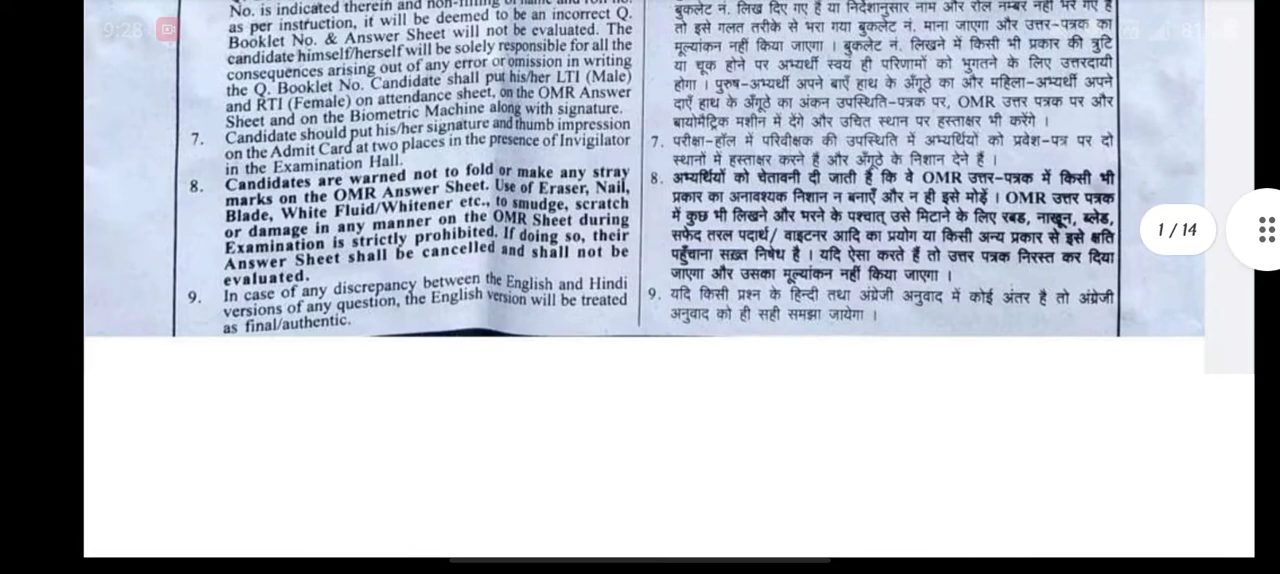 9:28
No. is indicated therein and non-filling of name and roll no.
as per instruction, it will be deemed to be an incorrect Q.
Booklet No. & Answer Sheet will not be evaluated. The
candidate himself/herself will be solely responsible for all the
consequences arising out of any error or omission in writing
the Q. Booklet No. Candidate shall put his/her LTI (Male)
and RTI (Female) on attendance sheet, on the OMR Answer
Sheet and on the Biometric Machine along with signature.
7. Candidate should put his/her signature and thumb impression
on the Admit Card at two places in the presence of Invigilator
in the Examination Hall.
8. Candidates are warned not to fold or make any stray
marks on the OMR Answer Sheet. Use of Eraser, Nail,
Blade, White Fluid/Whitener etc., to smudge, scratch
or damage in any manner on the OMR Sheet during
Examination is strictly prohibited. If doing so, their
Answer Sheet shall be cancelled and shall not be
evaluated.
9. In case of any discrepancy between the English and Hindi
versions of any question, the English version will be treated
as final/authentic.
बुकलेट नं. लिख दिए गए हैं या निर्देशानुसार नाम और रोल नम्बर नहीं भरे गए हैं
तो इसे गलत तरीके से भरा गया बुकलेट नं. माना जाएगा और उत्तर-पत्रक का
मूल्यांकन नहीं किया जाएगा । बुकलेट नं. लिखने में किसी भी प्रकार की त्रुटि
या चूक होने पर अभ्यर्थी स्वयं ही परिणामों को भुगतने के लिए उत्तरदायी
होगा । पुरुष-अभ्यर्थी अपने बाएँ हाथ के अँगूठे का और महिला-अभ्यर्थी अपने
दाएँ हाथ के अँगूठे का अंकन उपस्थिति-पत्रक पर, OMR उत्तर पत्रक पर और
बायोमैट्रिक मशीन में देंगे और उचित स्थान पर हस्ताक्षर भी करेंगे ।
7. परीक्षा-हॉल में परिवीक्षक की उपस्थिति में अभ्यर्थियों को प्रवेश-पत्र पर दो
स्थानों में हस्ताक्षर करने हैं और अँगूठे के निशान देने हैं ।
8. अभ्यर्थियों को चेतावनी दी जाती है कि वे OMR उत्तर-पत्रक में किसी भी
प्रकार का अनावश्यक निशान न बनाएँ और न ही इसे मोड़ें । OMR उत्तर पत्रक
में कुछ भी लिखने और भरने के पश्चात् उसे मिटाने के लिए रबड, नाखून, ब्लेड,
सफेद तरल पदार्थ/ वाइटनर आदि का प्रयोग या किसी अन्य प्रकार से इसे क्षति
पहुँचाना सख़्त निषेध है । यदि ऐसा करते हैं तो उत्तर पत्रक निरस्त कर दिया
जाएगा और उसका मूल्यांकन नहीं किया जाएगा ।
9. यदि किसी प्रश्न के हिन्दी तथा अंग्रेजी अनुवाद में कोई अंतर है तो अंग्रेजी
अनुवाद को ही सही समझा जायेगा ।
1 / 14